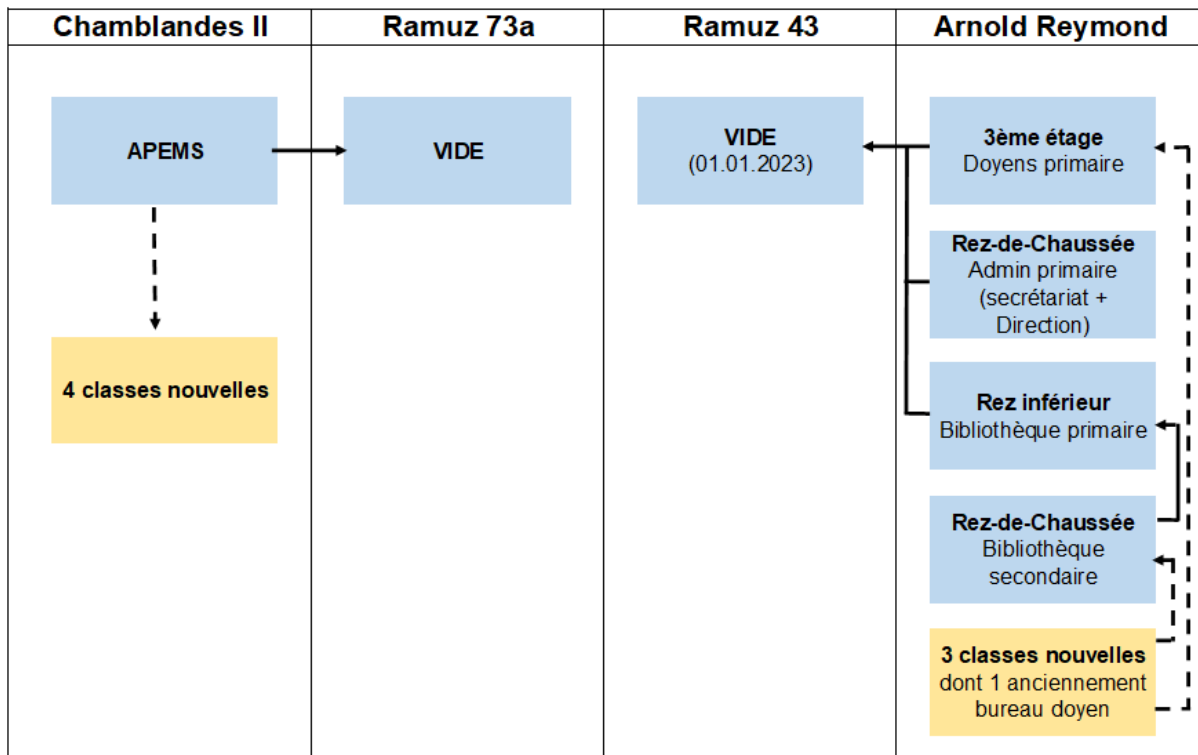 Chamblandes II
Ramuz 73a
Ramuz 43
Arnold Reymond
APEMS
VIDE
VIDE
(01.01.2023)
3ème étage
Doyens primaire
Rez-de-Chaussée
Admin primaire
(secrétariat +
Direction)
4 classes nouvelles
Rez inférieur
Bibliothèque primaire
Rez-de-Chaussée
Bibliothèque
secondaire
3 classes nouvelles
dont 1 anciennement
bureau doyen